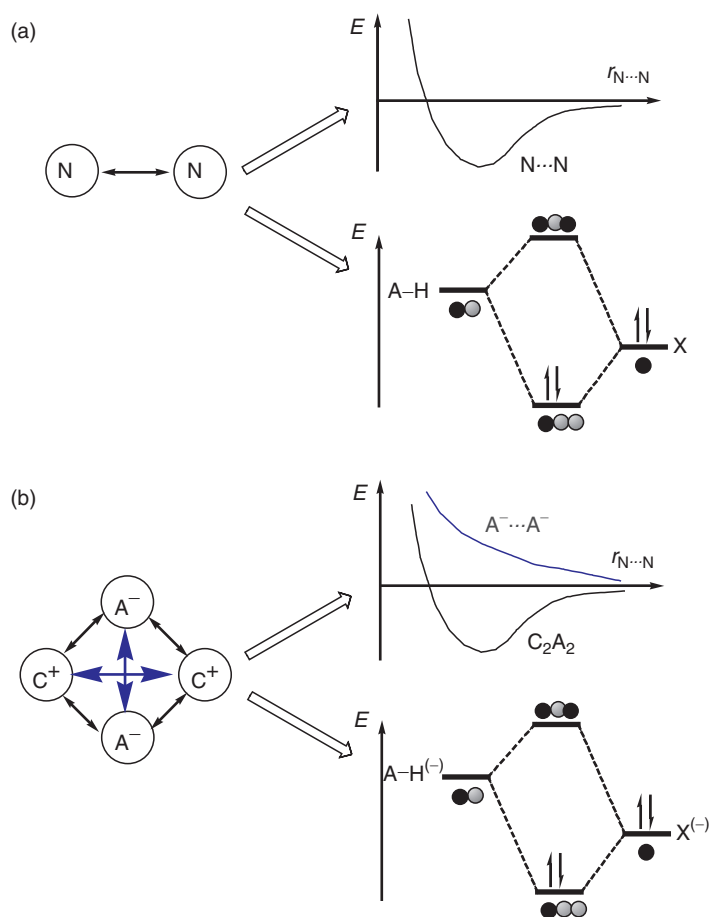 (a)
E
r N···N
N N
N···N
E
A–H
X
(b)
E
A⁻···A⁻
r N···N
A⁻
C⁺ C⁺
A⁻
C₂A₂
E
A–H⁽⁻⁾
X⁽⁻⁾